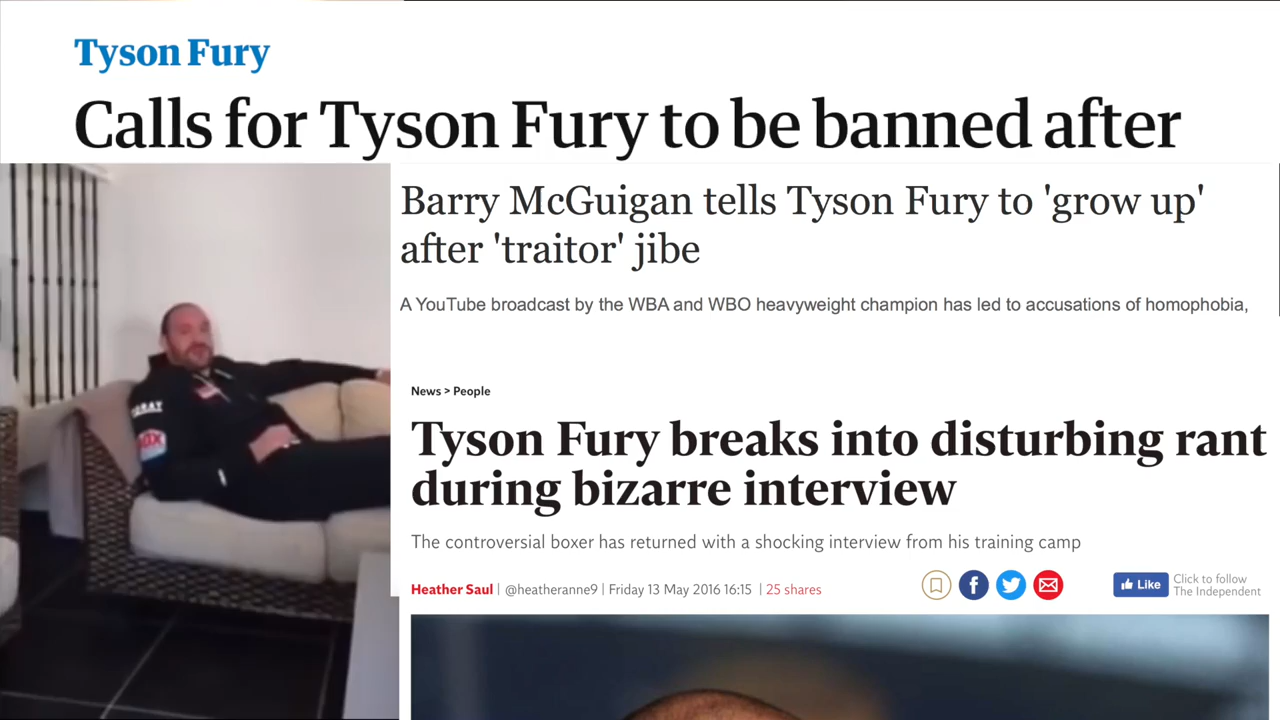 Tyson Fury
Calls for Tyson Fury to be banned after
Barry McGuigan tells Tyson Fury to 'grow up'
after 'traitor' jibe
A YouTube broadcast by the WBA and WBO heavyweight champion has led to accusations of homophobia,
News > People
Tyson Fury breaks into disturbing rant
during bizarre interview
The controversial boxer has returned with a shocking interview from his training camp
Heather Saul | @heatheranne9 | Friday 13 May 2016 16:15 | 25 shares
Like
Click to follow
The Independent